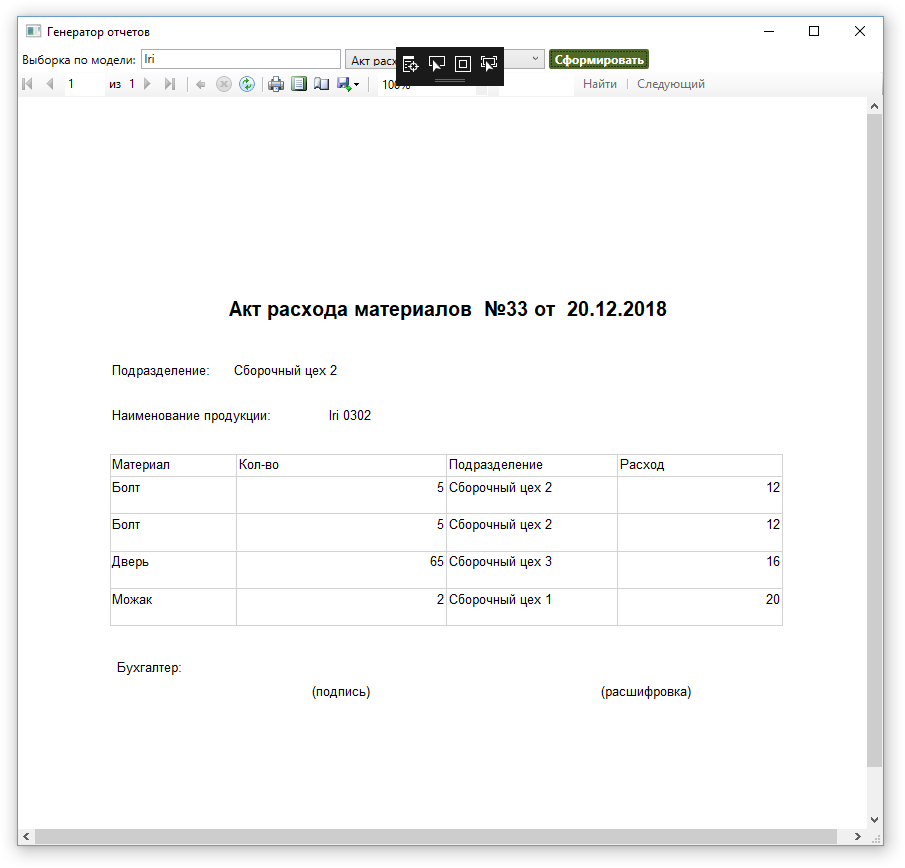 Генератор отчетов
Выборка по модели: Iri Акт Сформировать
1 из 1 Найти Следующий
Акт расхода материалов №33 от 20.12.2018
Подразделение: Сборочный цех 2
Наименование продукции: Iri 0302
Материал Кол-во Подразделение Расход
Болт 5 Сборочный цех 2 12
Болт 5 Сборочный цех 2 12
Дверь 65 Сборочный цех 3 16
Можак 2 Сборочный цех 1 20
Бухгалтер:
(подпись) (расшифровка)